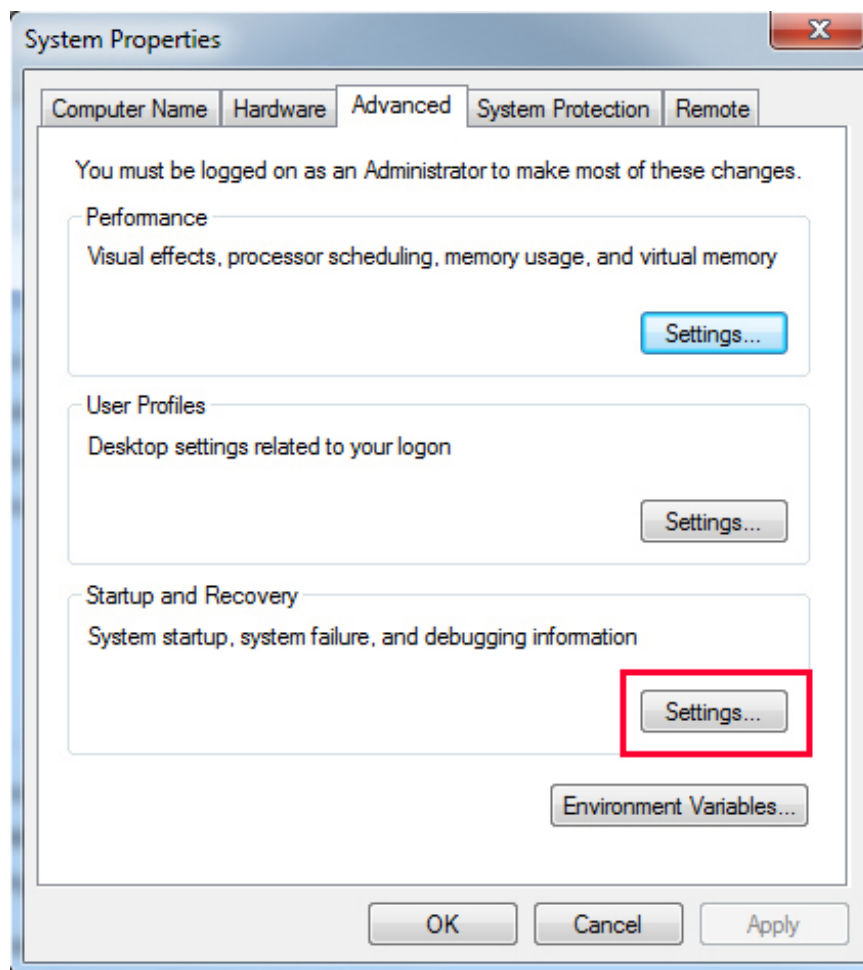 System Properties
Computer Name Hardware Advanced System Protection Remote
You must be logged on as an Administrator to make most of these changes.
Performance
Visual effects, processor scheduling, memory usage, and virtual memory
Settings...
User Profiles
Desktop settings related to your logon
Settings...
Startup and Recovery
System startup, system failure, and debugging information
Settings...
Environment Variables...
OK Cancel Apply